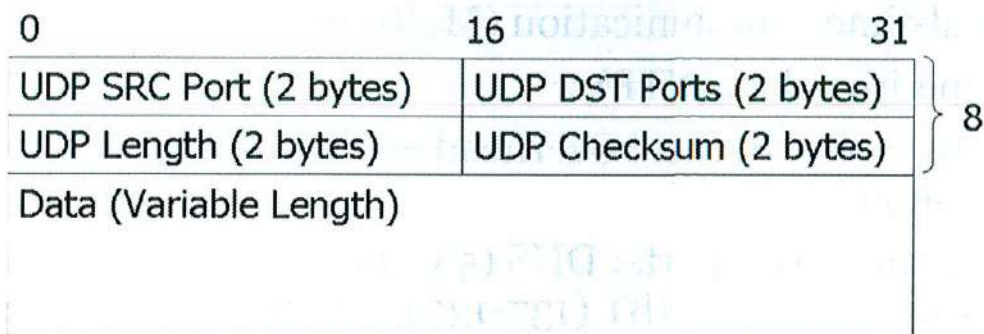 0 16 31
UDP SRC Port (2 bytes) UDP DST Ports (2 bytes)
8
UDP Length (2 bytes) UDP Checksum (2 bytes)
Data (Variable Length)